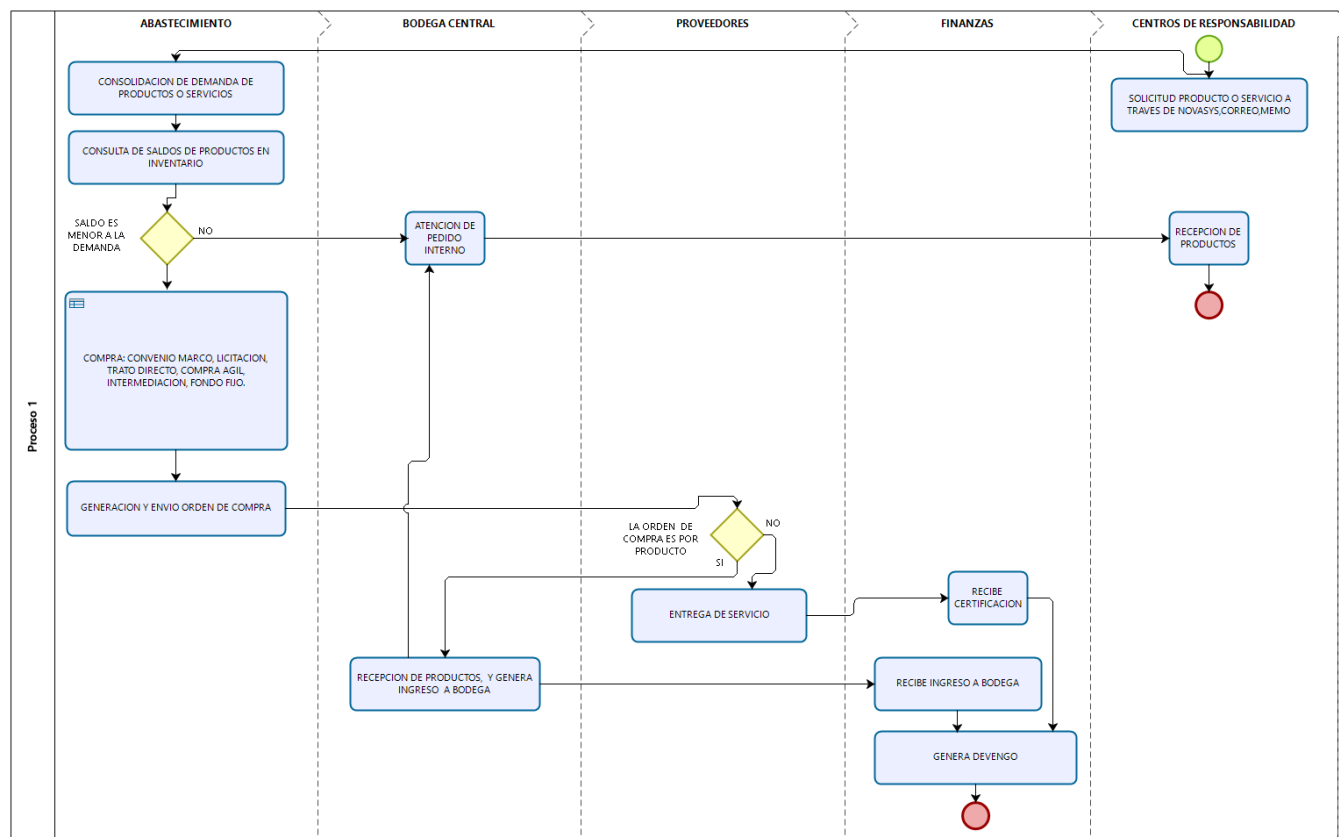 ABASTECIMIENTO
BODEGA CENTRAL
PROVEEDORES
FINANZAS
CENTROS DE RESPONSABILIDAD
Proceso 1
CONSOLIDACION DE DEMANDA DE
PRODUCTOS O SERVICIOS
SOLICITUD PRODUCTO O SERVICIO A
TRAVES DE NOVASYS,CORREO,MEMO
CONSULTA DE SALDOS DE PRODUCTOS EN
INVENTARIO
SALDO ES
MENOR A LA
DEMANDA
NO
ATENCION DE
PEDIDO
INTERNO
RECEPCION DE
PRODUCTOS
COMPRA: CONVENIO MARCO, LICITACION,
TRATO DIRECTO, COMPRA AGIL,
INTERMEDIACION, FONDO FIJO.
GENERACION Y ENVIO ORDEN DE COMPRA
LA ORDEN DE
COMPRA ES POR
PRODUCTO
NO
SI
ENTREGA DE SERVICIO
RECIBE
CERTIFICACION
RECEPCION DE PRODUCTOS, Y GENERA
INGRESO A BODEGA
RECIBE INGRESO A BODEGA
GENERA DEVENGO